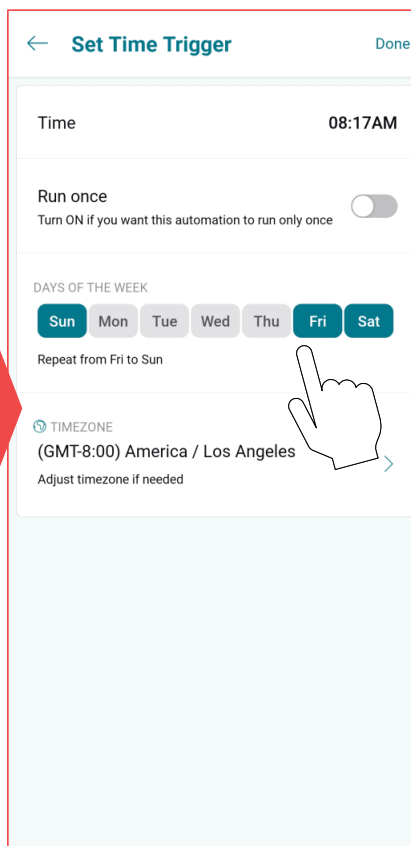 Set Time Trigger Done
Time 08:17AM
Run once
Turn ON if you want this automation to run only once
DAYS OF THE WEEK
Sun Mon Tue Wed Thu Fri Sat
Repeat from Fri to Sun
TIMEZONE
(GMT-8:00) America / Los Angeles
Adjust timezone if needed